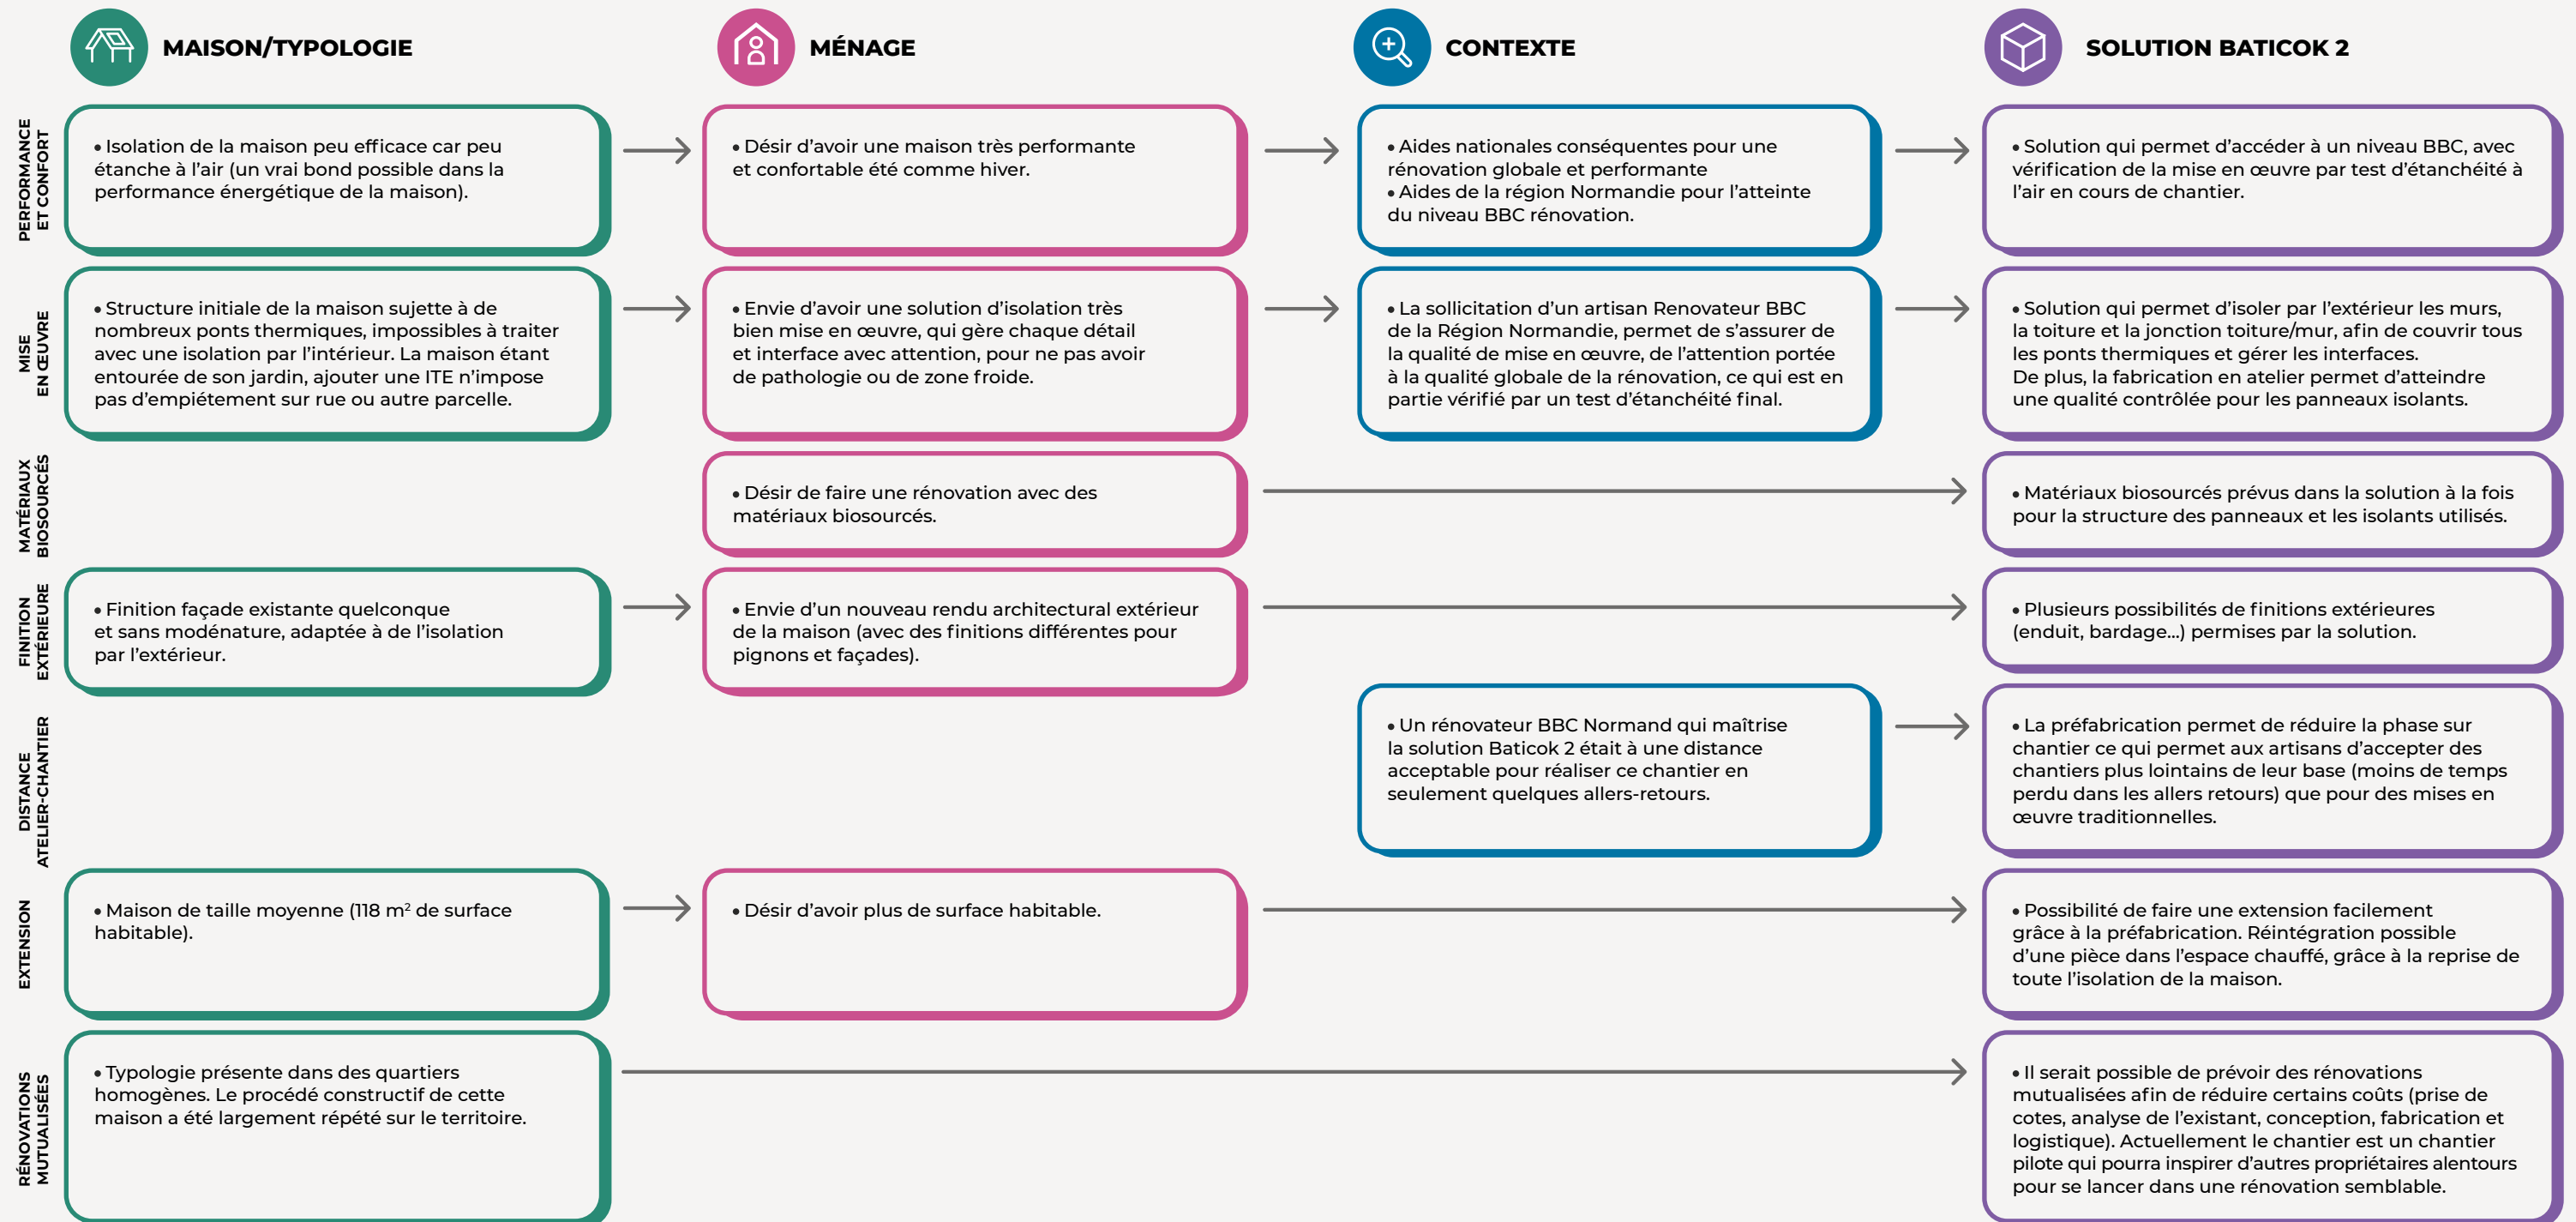 MAISON/TYPOLOGIE
MÉNAGE
CONTEXTE
SOLUTION BATICOK 2
PERFORMANCE
ET CONFORT
• Isolation de la maison peu efficace car peu
étanche à l’air (un vrai bond possible dans la
performance énergétique de la maison).
• Désir d’avoir une maison très performante
et confortable été comme hiver.
• Aides nationales conséquentes pour une
rénovation globale et performante
• Aides de la région Normandie pour l’atteinte
du niveau BBC rénovation.
• Solution qui permet d’accéder à un niveau BBC, avec
vérification de la mise en œuvre par test d’étanchéité à
l’air en cours de chantier.
MISE
EN ŒUVRE
• Structure initiale de la maison sujette à de
nombreux ponts thermiques, impossibles à traiter
avec une isolation par l’intérieur. La maison étant
entourée de son jardin, ajouter une ITE n’impose
pas d’empiétement sur rue ou autre parcelle.
• Envie d’avoir une solution d’isolation très
bien mise en œuvre, qui gère chaque détail
et interface avec attention, pour ne pas avoir
de pathologie ou de zone froide.
• La sollicitation d’un artisan Renovateur BBC
de la Région Normandie, permet de s’assurer de
la qualité de mise en œuvre, de l’attention portée
à la qualité globale de la rénovation, ce qui est en
partie vérifié par un test d’étanchéité final.
• Solution qui permet d’isoler par l’extérieur les murs,
la toiture et la jonction toiture/mur, afin de couvrir tous
les ponts thermiques et gérer les interfaces.
De plus, la fabrication en atelier permet d’atteindre
une qualité contrôlée pour les panneaux isolants.
MATÉRIAUX
BIOSOURCÉS
• Désir de faire une rénovation avec des
matériaux biosourcés.
• Matériaux biosourcés prévus dans la solution à la fois
pour la structure des panneaux et les isolants utilisés.
FINITION
EXTÉRIEURE
• Finition façade existante quelconque
et sans modénature, adaptée à de l’isolation
par l’extérieur.
• Envie d’un nouveau rendu architectural extérieur
de la maison (avec des finitions différentes pour
pignons et façades).
• Plusieurs possibilités de finitions extérieures
(enduit, bardage...) permises par la solution.
DISTANCE
ATELIER-CHANTIER
• Un rénovateur BBC Normand qui maîtrise
la solution Baticok 2 était à une distance
acceptable pour réaliser ce chantier en
seulement quelques allers-retours.
• La préfabrication permet de réduire la phase sur
chantier ce qui permet aux artisans d’accepter des
chantiers plus lointains de leur base (moins de temps
perdu dans les allers retours) que pour des mises en
œuvre traditionnelles.
EXTENSION
• Maison de taille moyenne (118 m² de surface
habitable).
• Désir d’avoir plus de surface habitable.
• Possibilité de faire une extension facilement
grâce à la préfabrication. Réintégration possible
d’une pièce dans l’espace chauffé, grâce à la reprise de
toute l’isolation de la maison.
RÉNOVATIONS
MUTUALISÉES
• Typologie présente dans des quartiers
homogènes. Le procédé constructif de cette
maison a été largement répété sur le territoire.
• Il serait possible de prévoir des rénovations
mutualisées afin de réduire certains coûts (prise de
cotes, analyse de l’existant, conception, fabrication et
logistique). Actuellement le chantier est un chantier
pilote qui pourra inspirer d’autres propriétaires alentours
pour se lancer dans une rénovation semblable.